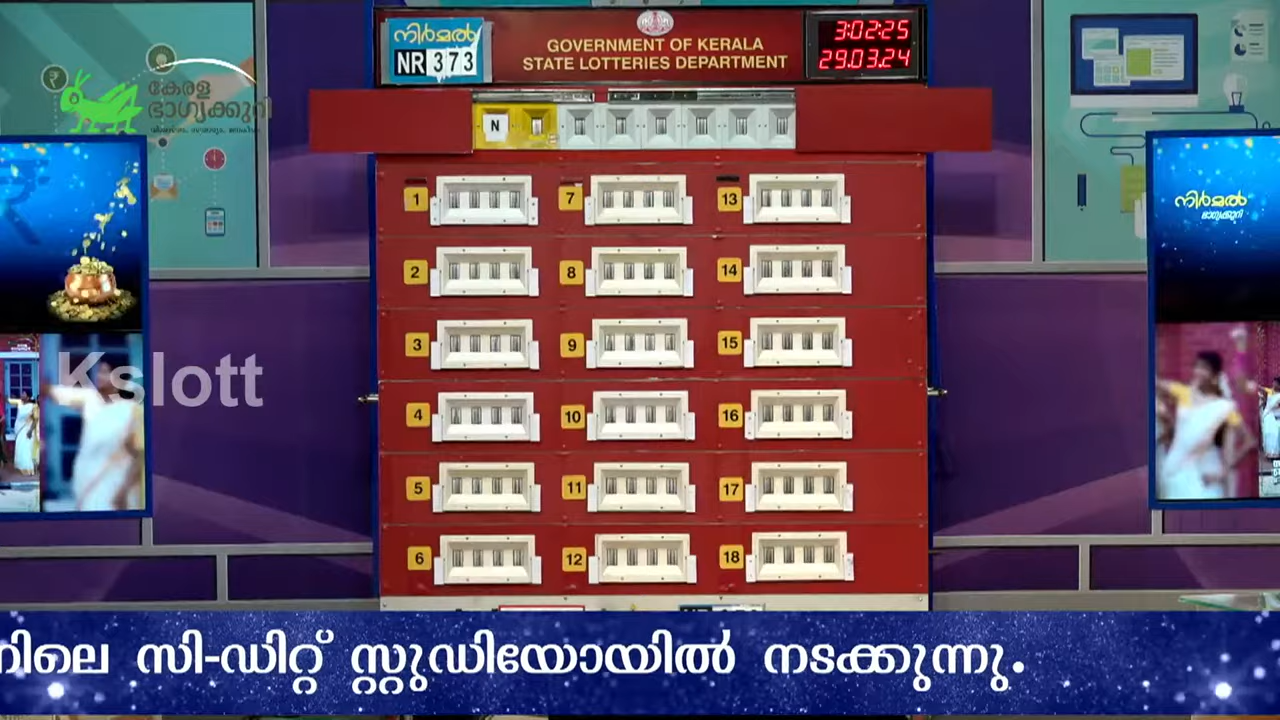 നിർമൽ
NR 373
GOVERNMENT OF KERALA
STATE LOTTERIES DEPARTMENT
3:02:25
29.03.24
കേരള
ഭാഗ്യക്കുറി
N
1
7
13
2
8
14
3
9
15
4
10
16
5
11
17
6
12
18
നിർമൽ
ഭാഗ്യക്കുറി
Kslott
നിലെ സി-ഡിറ്റ് സ്റ്റുഡിയോയിൽ നടക്കുന്നു.